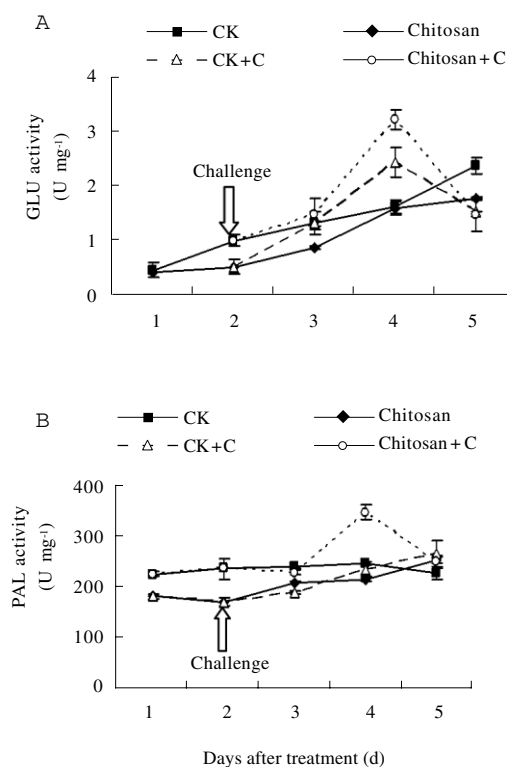 A
CK Chitosan
CK+C Chitosan+C
4
3
2
1
0
GLU activity
(U mg-1)
Challenge
1 2 3 4 5
B
CK Chitosan
CK+C Chitosan+C
400
300
200
100
0
PAL activity
(U mg-1)
Challenge
1 2 3 4 5
Days after treatment (d)